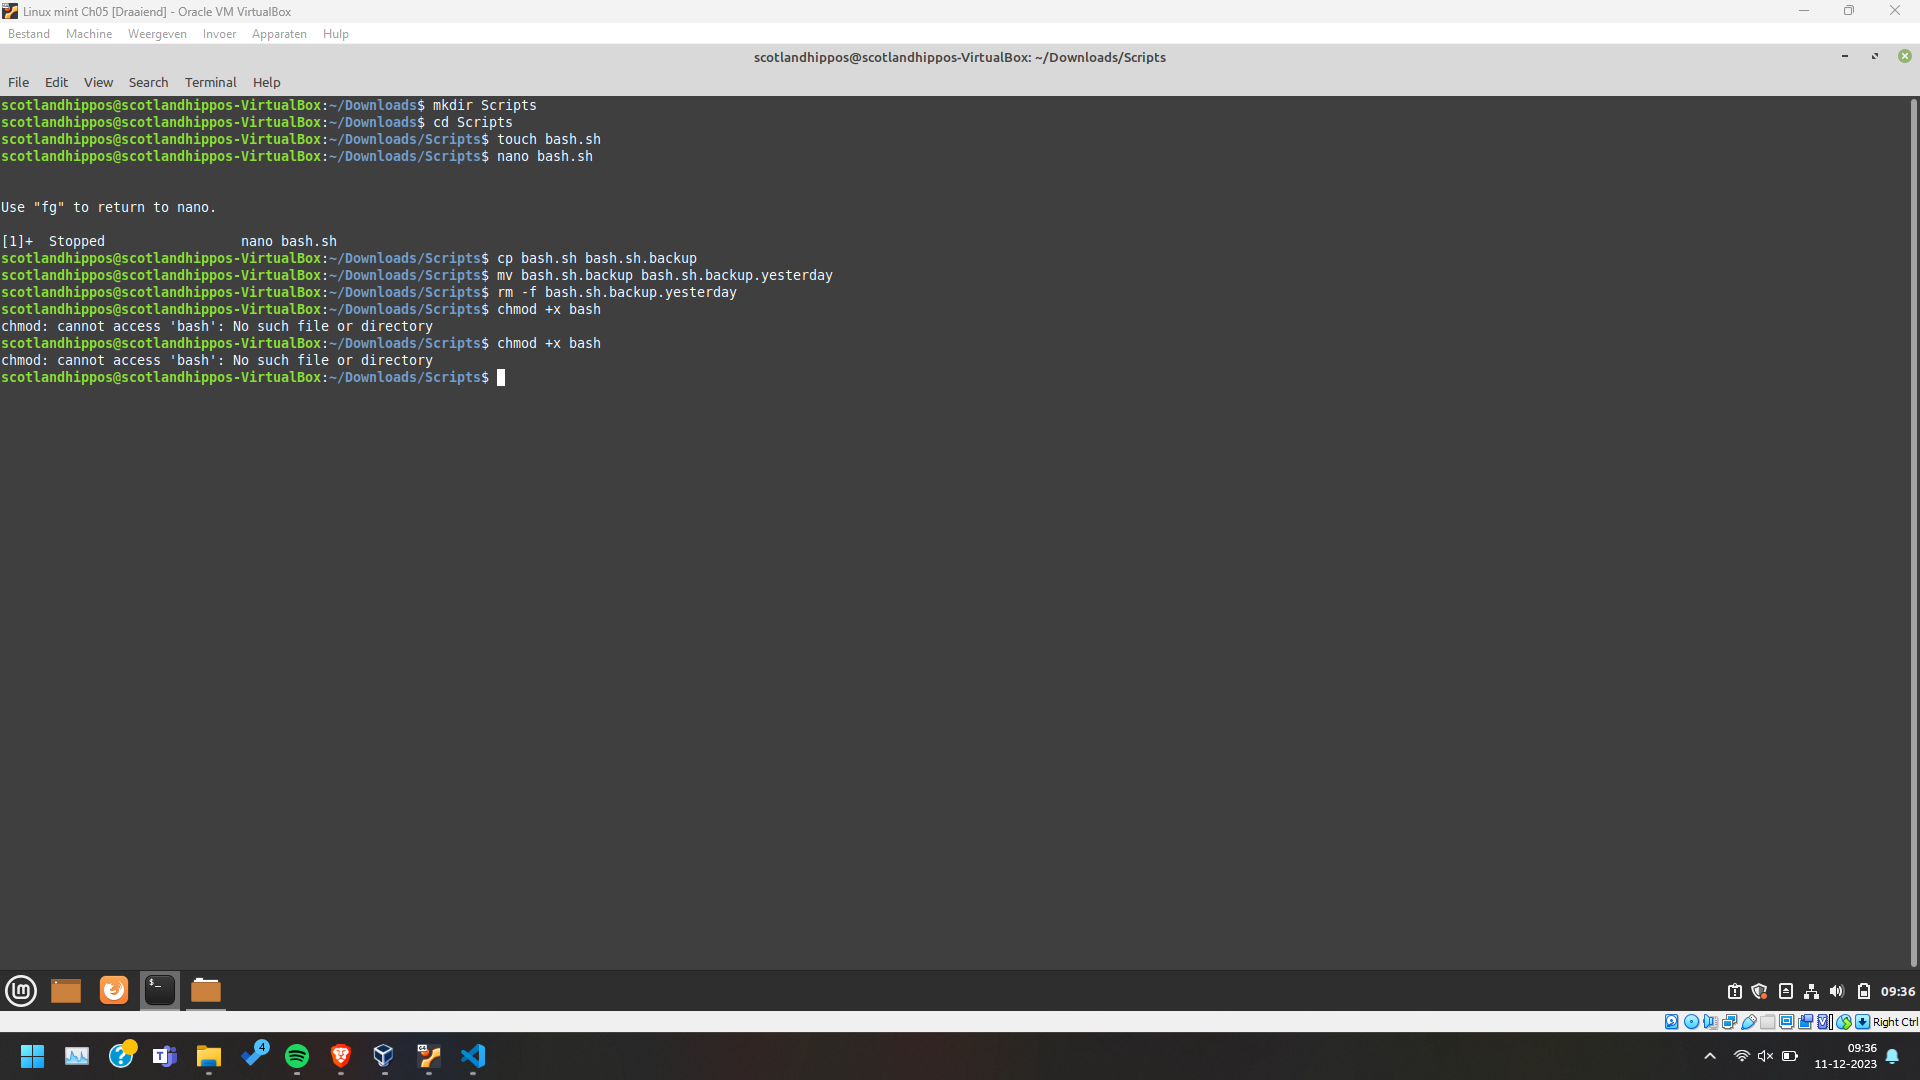 Linux mint Ch05 [Draaiend] - Oracle VM VirtualBox
Bestand Machine Weergeven Invoer Apparaten Hulp
scotlandhippos@scotlandhippos-VirtualBox: ~/Downloads/Scripts
File Edit View Search Terminal Help
scotlandhippos@scotlandhippos-VirtualBox:~/Downloads$ mkdir Scripts
scotlandhippos@scotlandhippos-VirtualBox:~/Downloads$ cd Scripts
scotlandhippos@scotlandhippos-VirtualBox:~/Downloads/Scripts$ touch bash.sh
scotlandhippos@scotlandhippos-VirtualBox:~/Downloads/Scripts$ nano bash.sh
Use "fg" to return to nano.
[1]+  Stopped                 nano bash.sh
scotlandhippos@scotlandhippos-VirtualBox:~/Downloads/Scripts$ cp bash.sh bash.sh.backup
scotlandhippos@scotlandhippos-VirtualBox:~/Downloads/Scripts$ mv bash.sh.backup bash.sh.backup.yesterday
scotlandhippos@scotlandhippos-VirtualBox:~/Downloads/Scripts$ rm -f bash.sh.backup.yesterday
scotlandhippos@scotlandhippos-VirtualBox:~/Downloads/Scripts$ chmod +x bash
chmod: cannot access 'bash': No such file or directory
scotlandhippos@scotlandhippos-VirtualBox:~/Downloads/Scripts$ chmod +x bash
chmod: cannot access 'bash': No such file or directory
scotlandhippos@scotlandhippos-VirtualBox:~/Downloads/Scripts$
09:36
Right Ctrl
4
09:36
11-12-2023